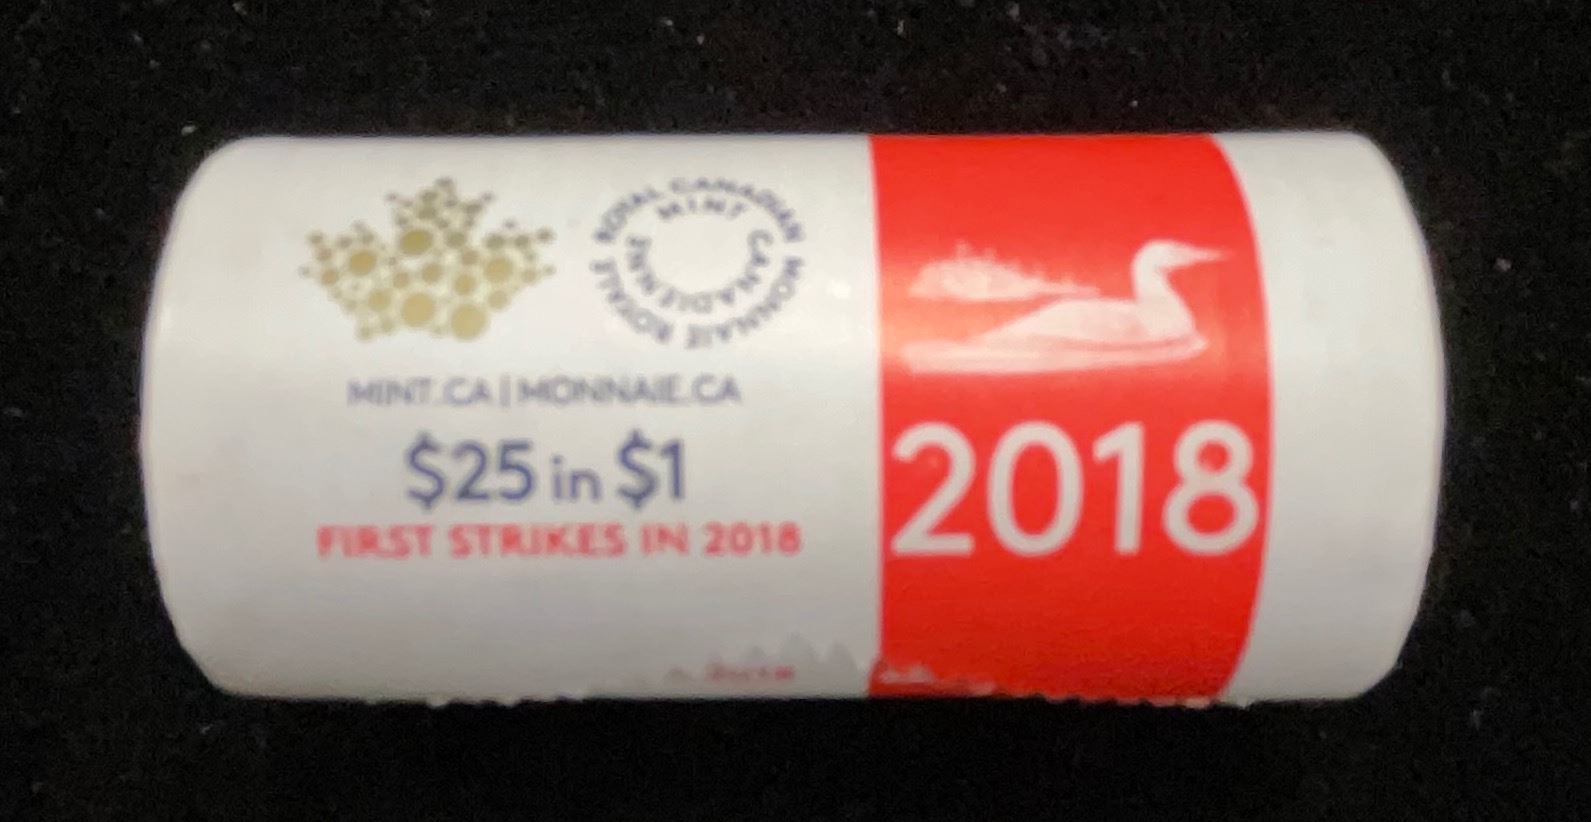 ROYAL CANADIAN MINT
MONNAIE ROYALE CANADIENNE
MINT.CA | MONNAIE.CA
$25 in $1
FIRST STRIKES IN 2018
2018